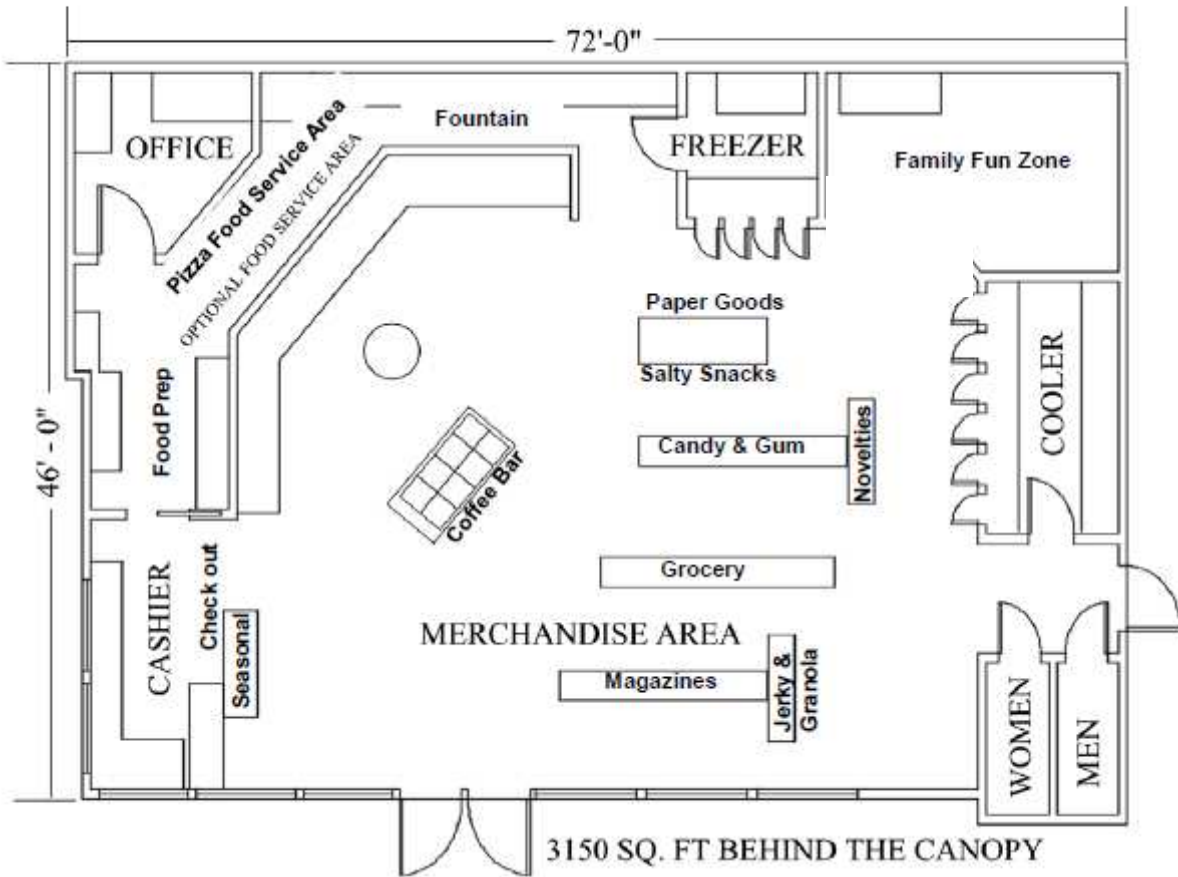 72'-0"
Fountain
OFFICE
FREEZER
Family Fun Zone
Pizza Food Service Area
OPTIONAL FOOD SERVICE AREA
Paper Goods
Salty Snacks
COOLER
46' - 0"
Food Prep
Candy & Gum
Novelties
Coffee Bar
Grocery
CASHIER
Check out
Seasonal
MERCHANDISE AREA
Magazines
Jerky &
Granola
WOMEN
MEN
3150 SQ. FT BEHIND THE CANOPY